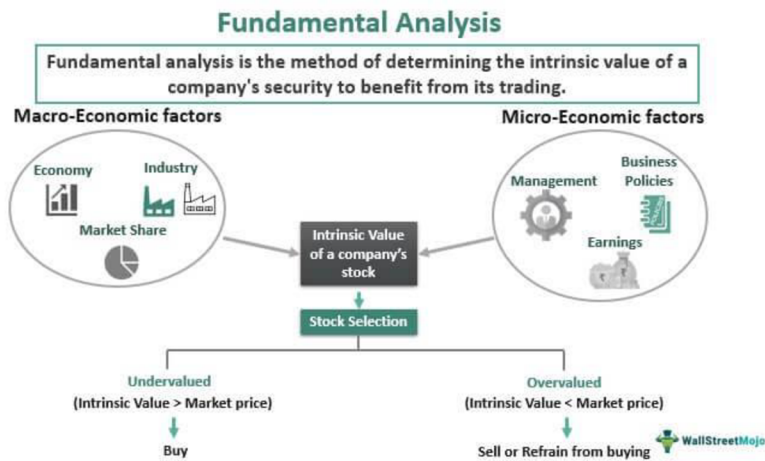 Fundamental Analysis
Fundamental analysis is the method of determining the intrinsic value of a
company's security to benefit from its trading.
Macro-Economic factors
Economy
Industry
Market Share
Micro-Economic factors
Management
Business
Policies
Earnings
Intrinsic Value
of a company's
stock
Stock Selection
Undervalued
(Intrinsic Value > Market price)
Buy
Overvalued
(Intrinsic Value < Market price)
Sell or Refrain from buying
WallStreetMojo